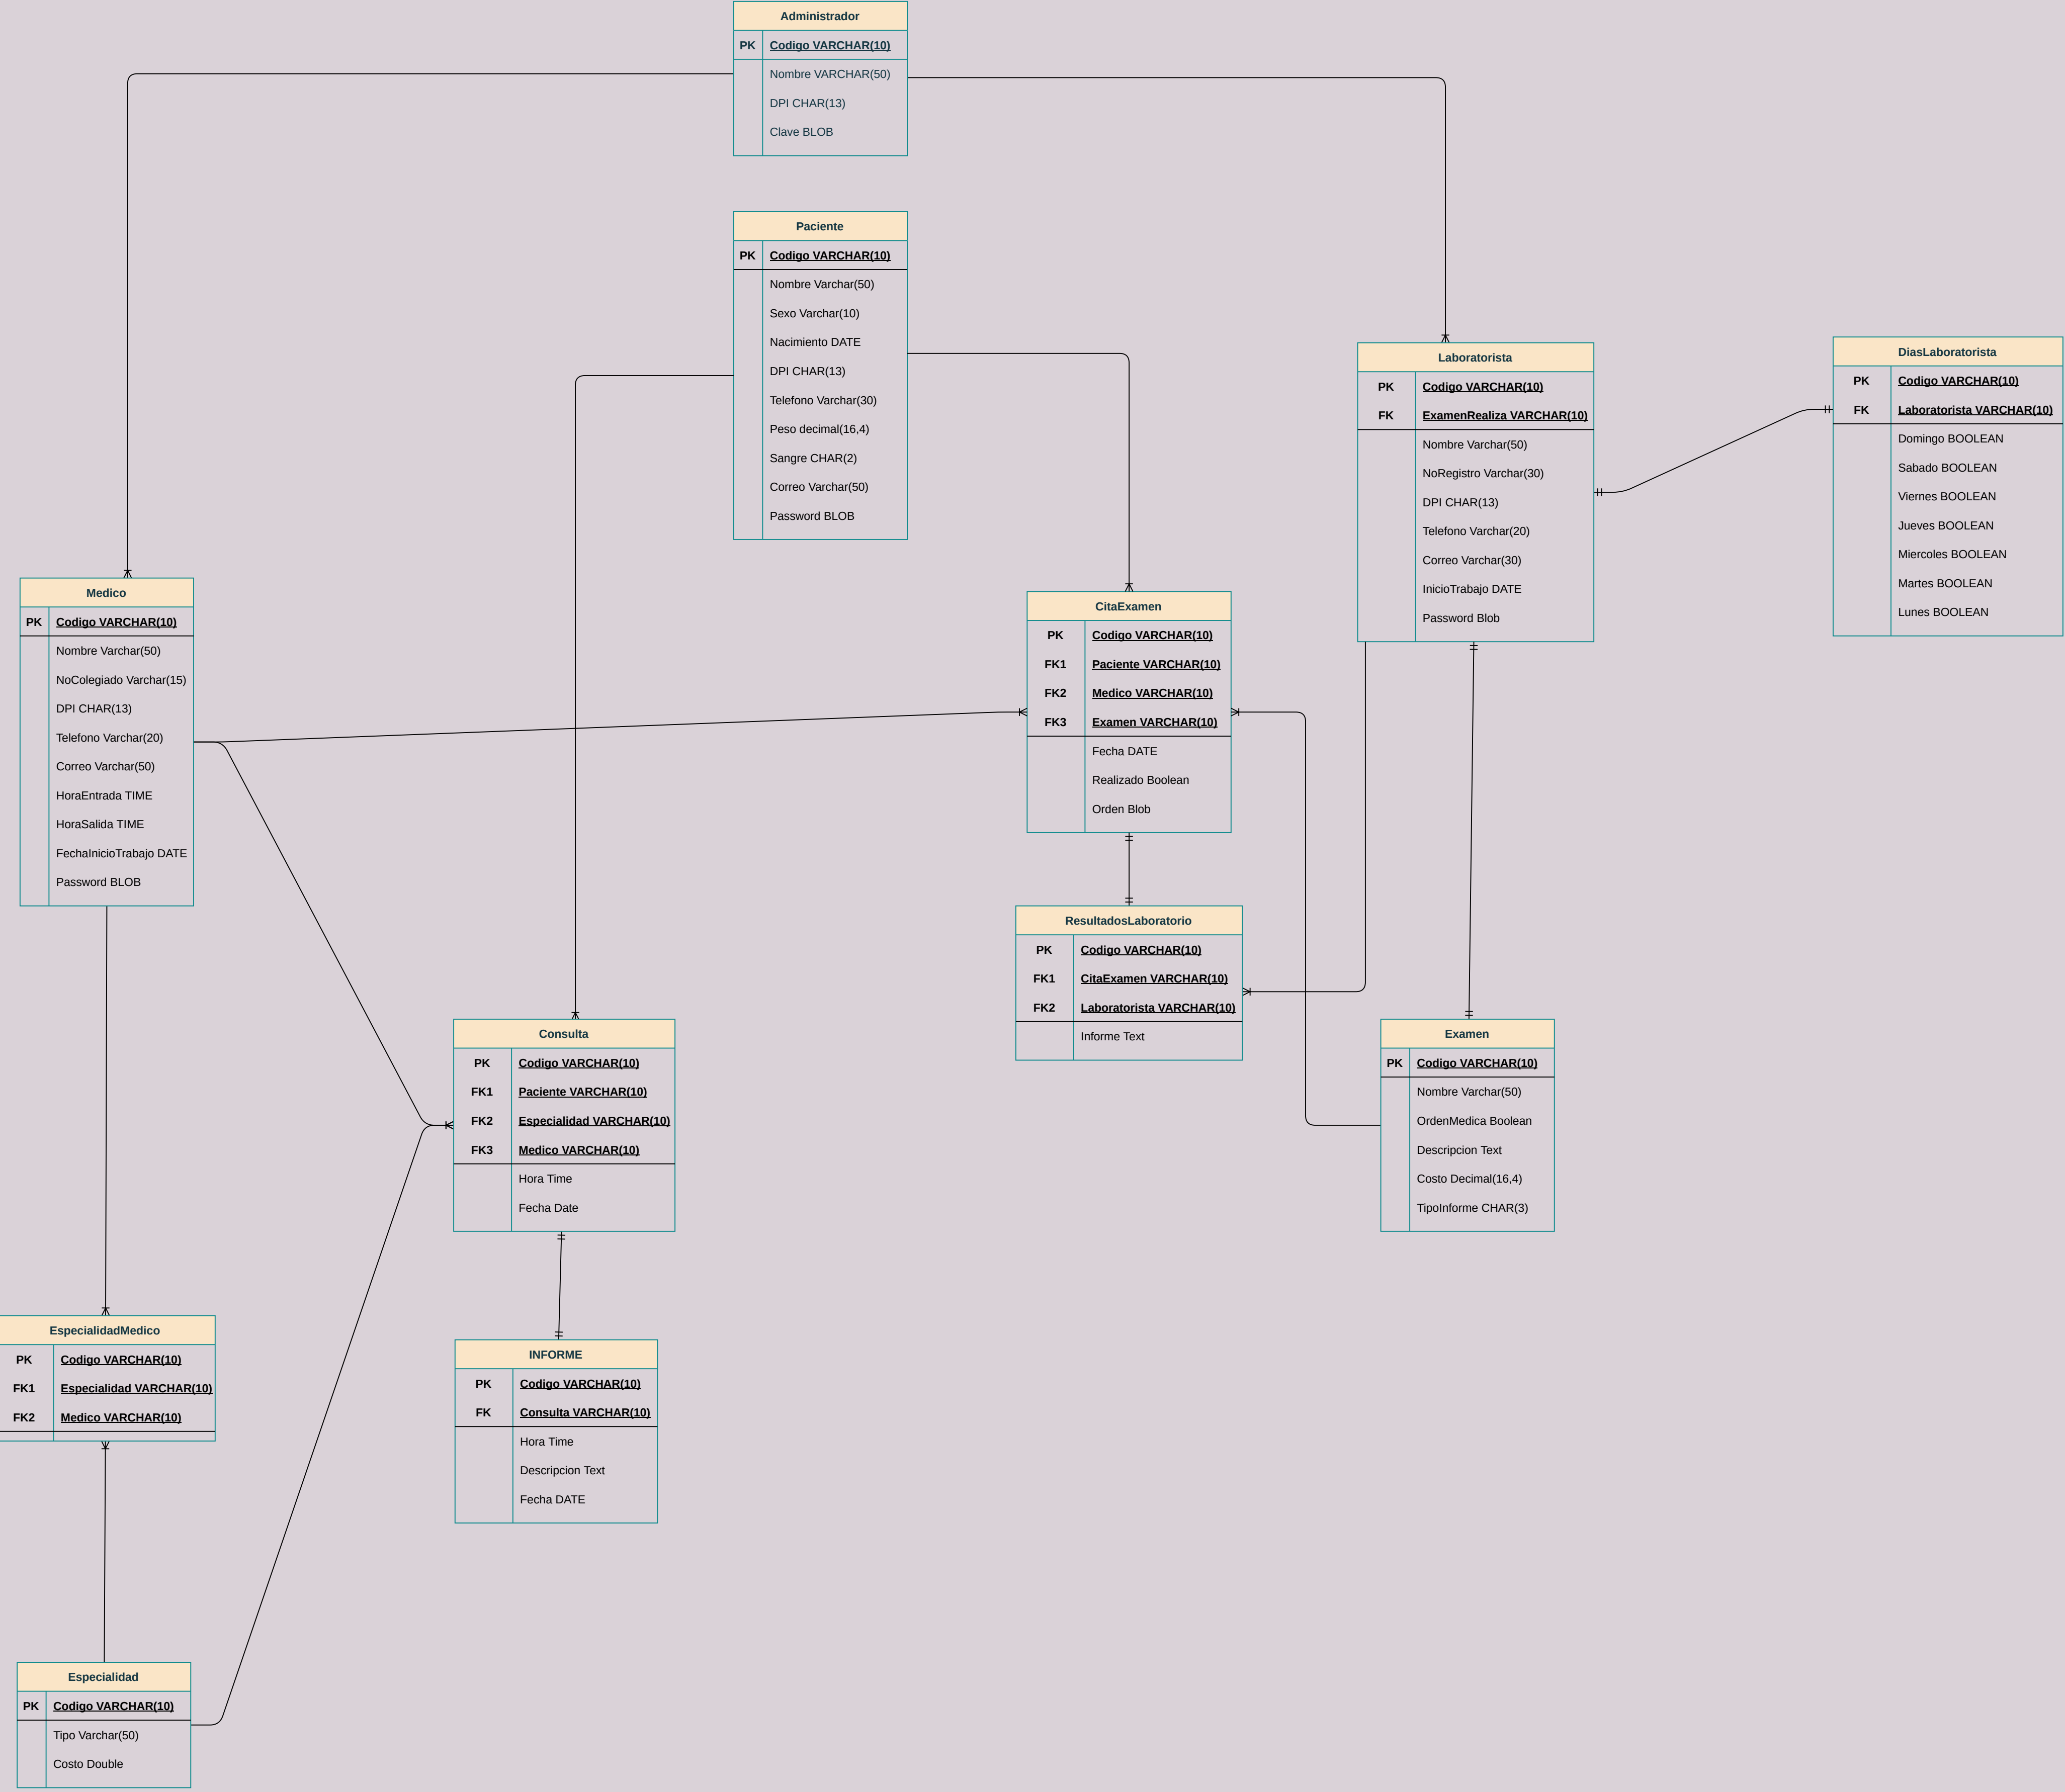 Administrador
PK Codigo VARCHAR(10)
Nombre VARCHAR(50)
DPI CHAR(13)
Clave BLOB
Paciente
PK Codigo VARCHAR(10)
Nombre Varchar(50)
Sexo Varchar(10)
Nacimiento DATE
DPI CHAR(13)
Telefono Varchar(30)
Peso decimal(16,4)
Sangre CHAR(2)
Correo Varchar(50)
Password BLOB
Laboratorista
PK Codigo VARCHAR(10)
FK ExamenRealiza VARCHAR(10)
Nombre Varchar(50)
NoRegistro Varchar(30)
DPI CHAR(13)
Telefono Varchar(20)
Correo Varchar(30)
InicioTrabajo DATE
Password Blob
DiasLaboratorista
PK Codigo VARCHAR(10)
FK Laboratorista VARCHAR(10)
Domingo BOOLEAN
Sabado BOOLEAN
Viernes BOOLEAN
Jueves BOOLEAN
Miercoles BOOLEAN
Martes BOOLEAN
Lunes BOOLEAN
Medico
PK Codigo VARCHAR(10)
Nombre Varchar(50)
NoColegiado Varchar(15)
DPI CHAR(13)
Telefono Varchar(20)
Correo Varchar(50)
HoraEntrada TIME
HoraSalida TIME
FechaInicioTrabajo DATE
Password BLOB
CitaExamen
PK Codigo VARCHAR(10)
FK1 Paciente VARCHAR(10)
FK2 Medico VARCHAR(10)
FK3 Examen VARCHAR(10)
Fecha DATE
Realizado Boolean
Orden Blob
ResultadosLaboratorio
PK Codigo VARCHAR(10)
FK1 CitaExamen VARCHAR(10)
FK2 Laboratorista VARCHAR(10)
Informe Text
Consulta
PK Codigo VARCHAR(10)
FK1 Paciente VARCHAR(10)
FK2 Especialidad VARCHAR(10)
FK3 Medico VARCHAR(10)
Hora Time
Fecha Date
Examen
PK Codigo VARCHAR(10)
Nombre Varchar(50)
OrdenMedica Boolean
Descripcion Text
Costo Decimal(16,4)
TipoInforme CHAR(3)
EspecialidadMedico
PK Codigo VARCHAR(10)
FK1 Especialidad VARCHAR(10)
FK2 Medico VARCHAR(10)
INFORME
PK Codigo VARCHAR(10)
FK Consulta VARCHAR(10)
Hora Time
Descripcion Text
Fecha DATE
Especialidad
PK Codigo VARCHAR(10)
Tipo Varchar(50)
Costo Double